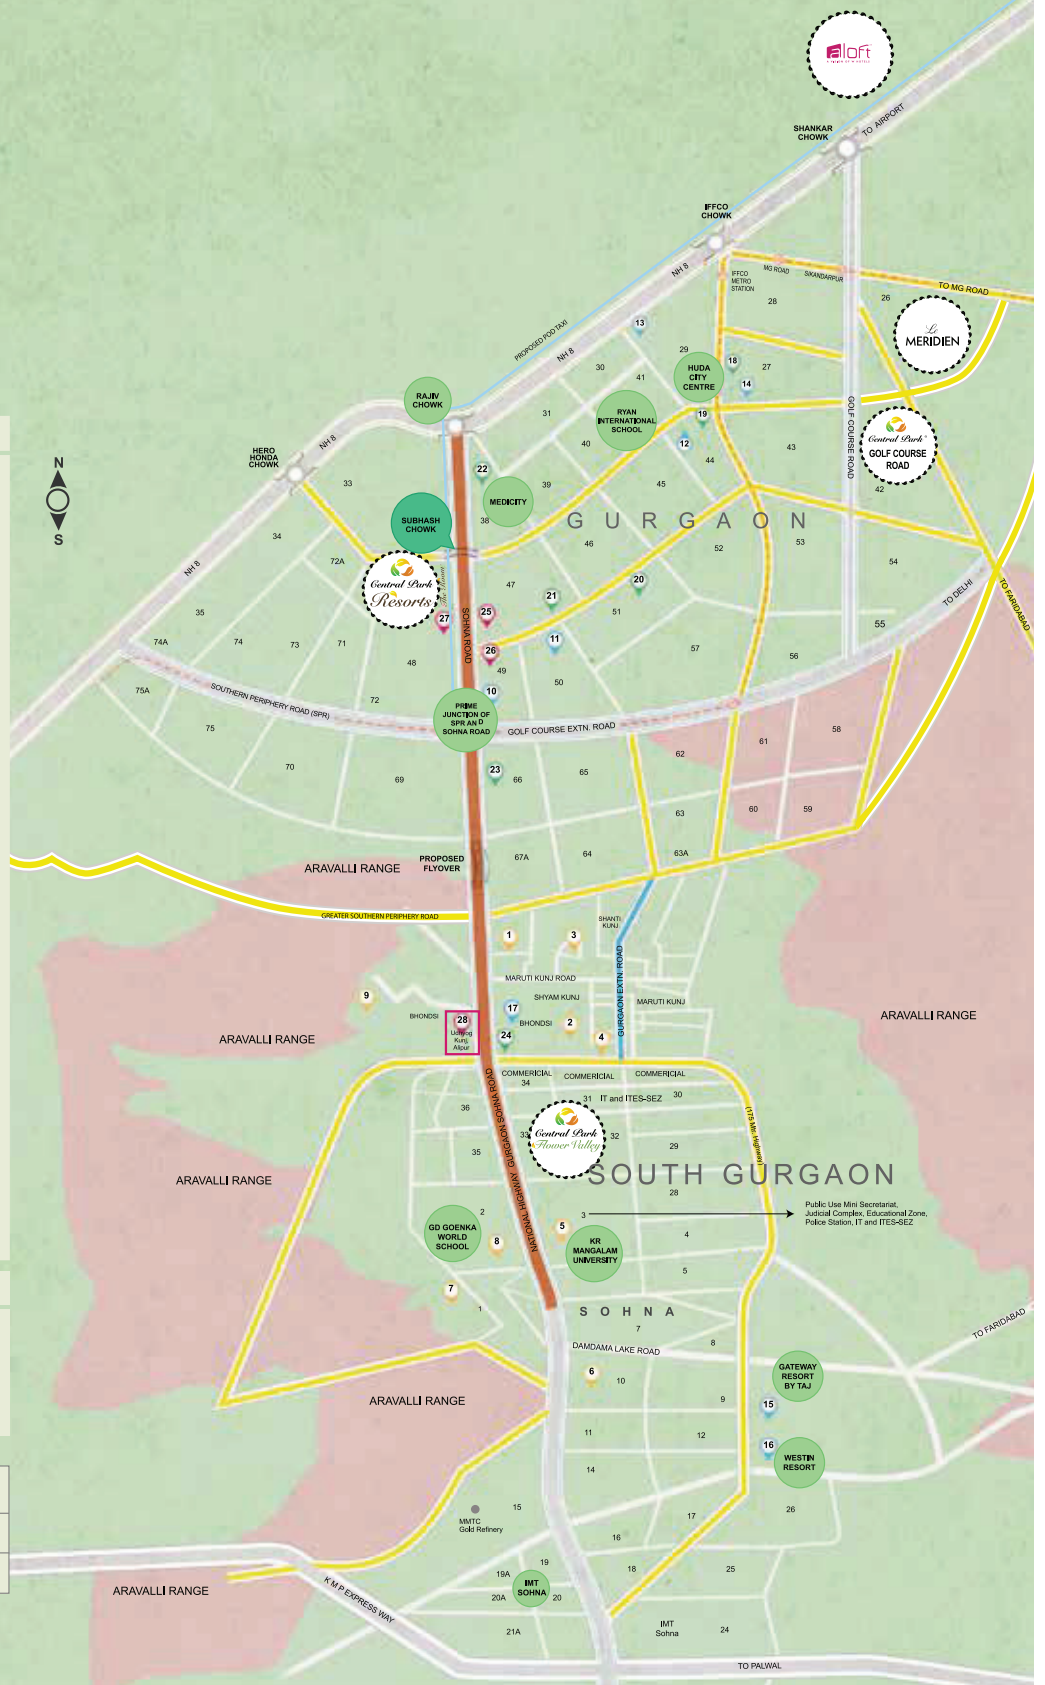 aloft
SHANKAR
CHOWK
TO AIRPORT
IFFCO
CHOWK
NH 8
IFFCO
METRO
STATION
MG ROAD
SIKANDARPUR
TO MG ROAD
28
26
Le
MERIDIEN
PROPOSED POD TAXI
13
NH 8
29
30
41
HUDA
CITY
CENTRE
18
27
14
RAJIV
CHOWK
31
RYAN
INTERNATIONAL
SCHOOL
19
GOLF COURSE ROAD
Central Park
GOLF COURSE
ROAD
NH 8
HERO
HONDA
CHOWK
40
12
44
43
N
S
33
22
39
45
42
MEDICITY
SUBHASH
CHOWK
38
GURGAON
34
72A
46
52
53
54
NH 8
Central Park
Resorts
The Room
47
20
TO DELHI
TO FARIDABAD
35
21
51
27
25
SOHNA ROAD
55
74A
74
73
71
11
26
57
56
48
49
50
75A
SOUTHERN PERIPHERY ROAD (SPR)
72
10
PRIME
JUNCTION OF
SPR AND
SOHNA ROAD
GOLF COURSE EXTN. ROAD
75
58
61
62
70
69
23
66
65
63
60
59
ARAVALLI RANGE
PROPOSED
FLYOVER
67A
64
63A
GREATER SOUTHERN PERIPHERY ROAD
SHANTI
KUNJ
1
3
GURGAON EXTN. ROAD
MARUTI KUNJ ROAD
9
SHYAM KUNJ
MARUTI KUNJ
BHONDSI
28
Udyog
Kunj,
Alipur
17
BHONDSI
2
ARAVALLI RANGE
24
4
ARAVALLI RANGE
COMMERICIAL
COMMERICIAL
COMMERICIAL
34
31
IT and ITES-SEZ
30
36
NATIONAL HIGHWAY GURGAON SOHNA ROAD
33
Central Park
Flower Valley
32
(175 Mtr. Highway)
35
29
ARAVALLI RANGE
SOUTH GURGAON
28
2
3
Public Use Mini Secretariat,
Judicial Complex, Educational Zone,
Police Station, IT and ITES-SEZ
GD GOENKA
WORLD
SCHOOL
5
4
8
KR
MANGALAM
UNIVERSITY
5
7
1
SOHNA
7
8
TO FARIDABAD
DAMDAMA LAKE ROAD
6
10
GATEWAY
RESORT
BY TAJ
ARAVALLI RANGE
9
15
11
12
16
14
WESTIN
RESORT
MMTC
Gold Refinery
15
17
26
16
19
18
25
19A
IMT
SOHNA
20A
20
ARAVALLI RANGE
K M P EXPRESS WAY
21A
IMT
Sohna
24
TO PALWAL